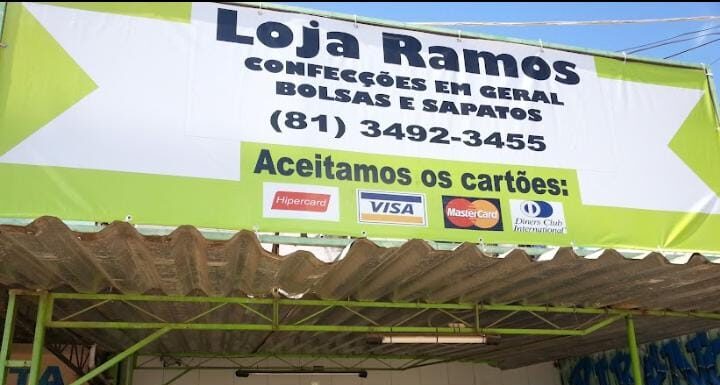 Loja Ramos
CONFECÇÕES EM GERAL
BOLSAS E SAPATOS
(81) 3492-3455
Aceitamos os cartões:
Hipercard
VISA
MasterCard
Diners Club
International